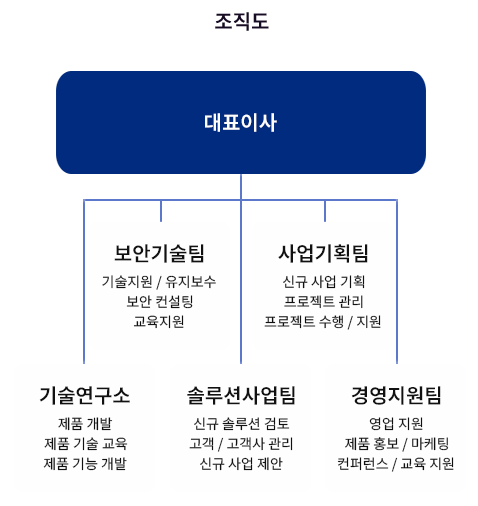 조직도
대표이사
보안기술팀
기술지원 / 유지보수
보안 컨설팅
교육지원
사업기획팀
신규 사업 기획
프로젝트 관리
프로젝트 수행 / 지원
기술연구소
제품 개발
제품 기술 교육
제품 기능 개발
솔루션사업팀
신규 솔루션 검토
고객 / 고객사 관리
신규 사업 제안
경영지원팀
영업 지원
제품 홍보 / 마케팅
컨퍼런스 / 교육 지원